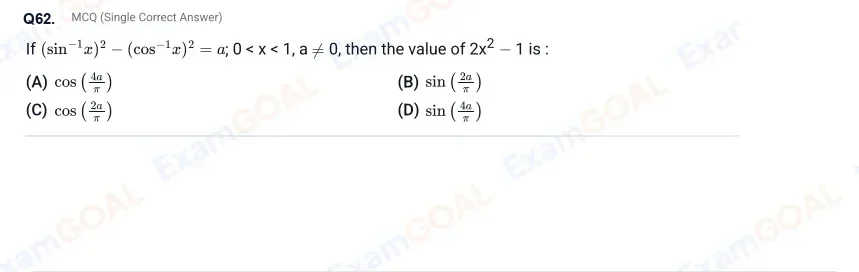 Q62. MCQ (Single Correct Answer)
If (sin⁻¹x)² − (cos⁻¹x)² = a; 0 < x < 1, a ≠ 0, then the value of 2x² − 1 is :
(A) cos (4a/π) (B) sin (2a/π)
(C) cos (2a/π) (D) sin (4a/π)
ExamGOAL
ExamGOAL
ExamGOAL
ExamGOAL